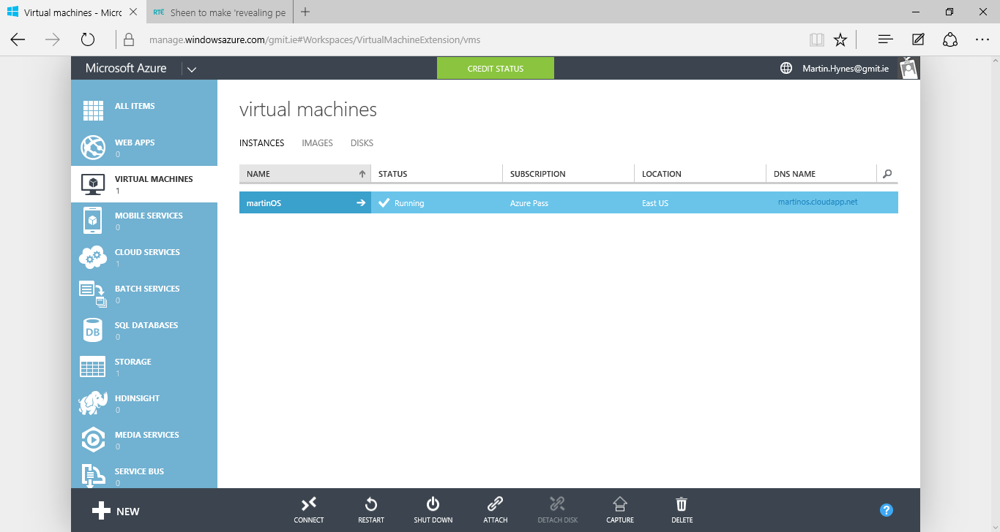 Virtual machines - Micrc
RTÉ Sheen to make 'revealing pe
manage.windowsazure.com/gmit.ie#Workspaces/VirtualMachineExtension/vms
Microsoft Azure
CREDIT STATUS
Martin.Hynes@gmit.ie
ALL ITEMS
WEB APPS
0
VIRTUAL MACHINES
1
MOBILE SERVICES
0
CLOUD SERVICES
1
BATCH SERVICES
0
DB
SQL DATABASES
0
STORAGE
1
HDINSIGHT
0
MEDIA SERVICES
0
SERVICE BUS
0
virtual machines
INSTANCES IMAGES DISKS
NAME STATUS SUBSCRIPTION LOCATION DNS NAME
martinOS Running Azure Pass East US martinos.cloudapp.net
NEW
CONNECT RESTART SHUT DOWN ATTACH DETACH DISK CAPTURE DELETE
?